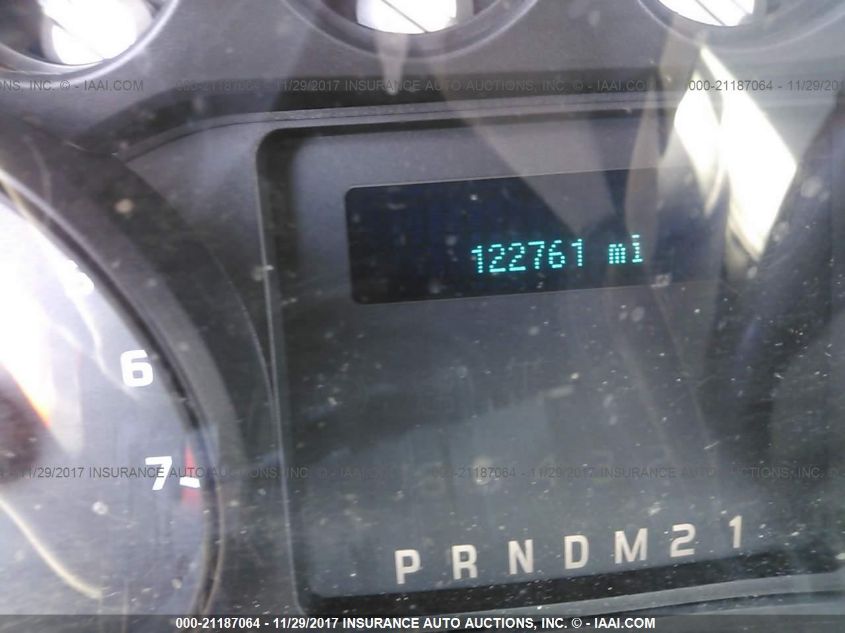 ONS, INC. © - IAAI.COM 000-21187064 - 11/29/2017 INSURANCE AUTO AUCTIONS, INC. © - IAAI.COM 000-21187064 - 11/29
122761 mi
6
7
- 11/29/2017 INSURANCE AUTO AUCTIONS, INC. © - IAAI.COM 000-21187064 - 11/29/2017 INSURANCE AUTO AUCTIONS, INC. ©
P R N D M 2 1
000-21187064 - 11/29/2017 INSURANCE AUTO AUCTIONS, INC. © - IAAI.COM